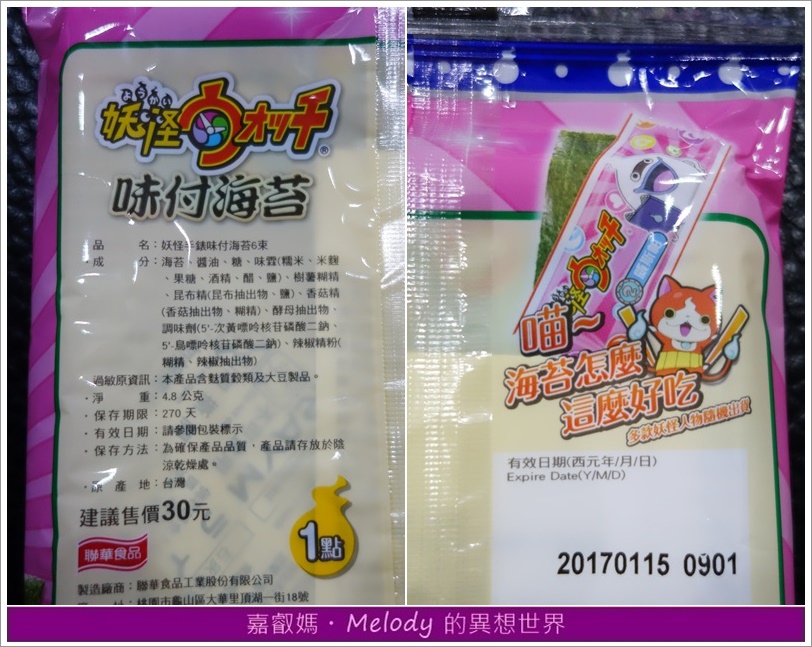 ようかい
妖怪ウォッチ®
味付海苔
品 名：妖怪手錶味付海苔6束
·成 分：海苔、醬油、糖、味霖(糯米、米麴
、果糖、酒精、醋、鹽)、樹薯糊精
、昆布精(昆布抽出物、鹽)、香菇精
(香菇抽出物、糊精)、酵母抽出物、
調味劑(5'-次黃嘌呤核苷磷酸二鈉、
5'-鳥嘌呤核苷磷酸二鈉)、辣椒精粉(
糊精、辣椒抽出物)
·過敏原資訊：本產品含麩質穀類及大豆製品。
·淨 重：4.8 公克
·保存期限：270 天
·有效日期：請參閱包裝標示
·保存方法：為確保產品品質，產品請存放於陰
涼乾燥處。
·原 產 地：台灣
建議售價30元
1點
聯華食品
製造廠商：聯華食品工業股份有限公司
址：桃園市龜山區大華里頂湖一街18號
妖怪ウォッチ
喵～
海苔怎麼
這麼好吃
多款妖怪人物隨機出貨
有效日期(西元年/月/日)
Expire Date(Y/M/D)
20170115 0901
嘉叡媽·Melody 的異想世界